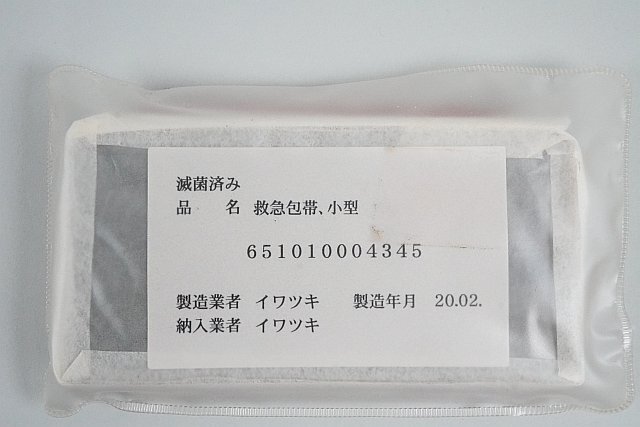 滅菌済み
品　　名　救急包帯、小型
651010004345
製造業者　イワツキ　　製造年月　20.02.
納入業者　イワツキ